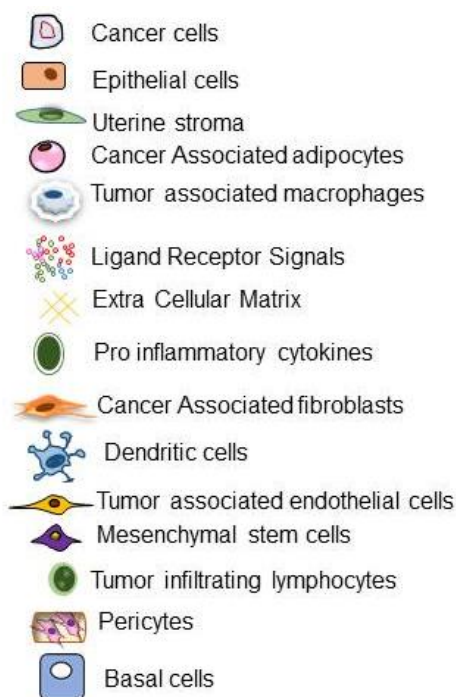 Cancer cells
Epithelial cells
Uterine stroma
Cancer Associated adipocytes
Tumor associated macrophages
Ligand Receptor Signals
Extra Cellular Matrix
Pro inflammatory cytokines
Cancer Associated fibroblasts
Dendritic cells
Tumor associated endothelial cells
Mesenchymal stem cells
Tumor infiltrating lymphocytes
Pericytes
Basal cells